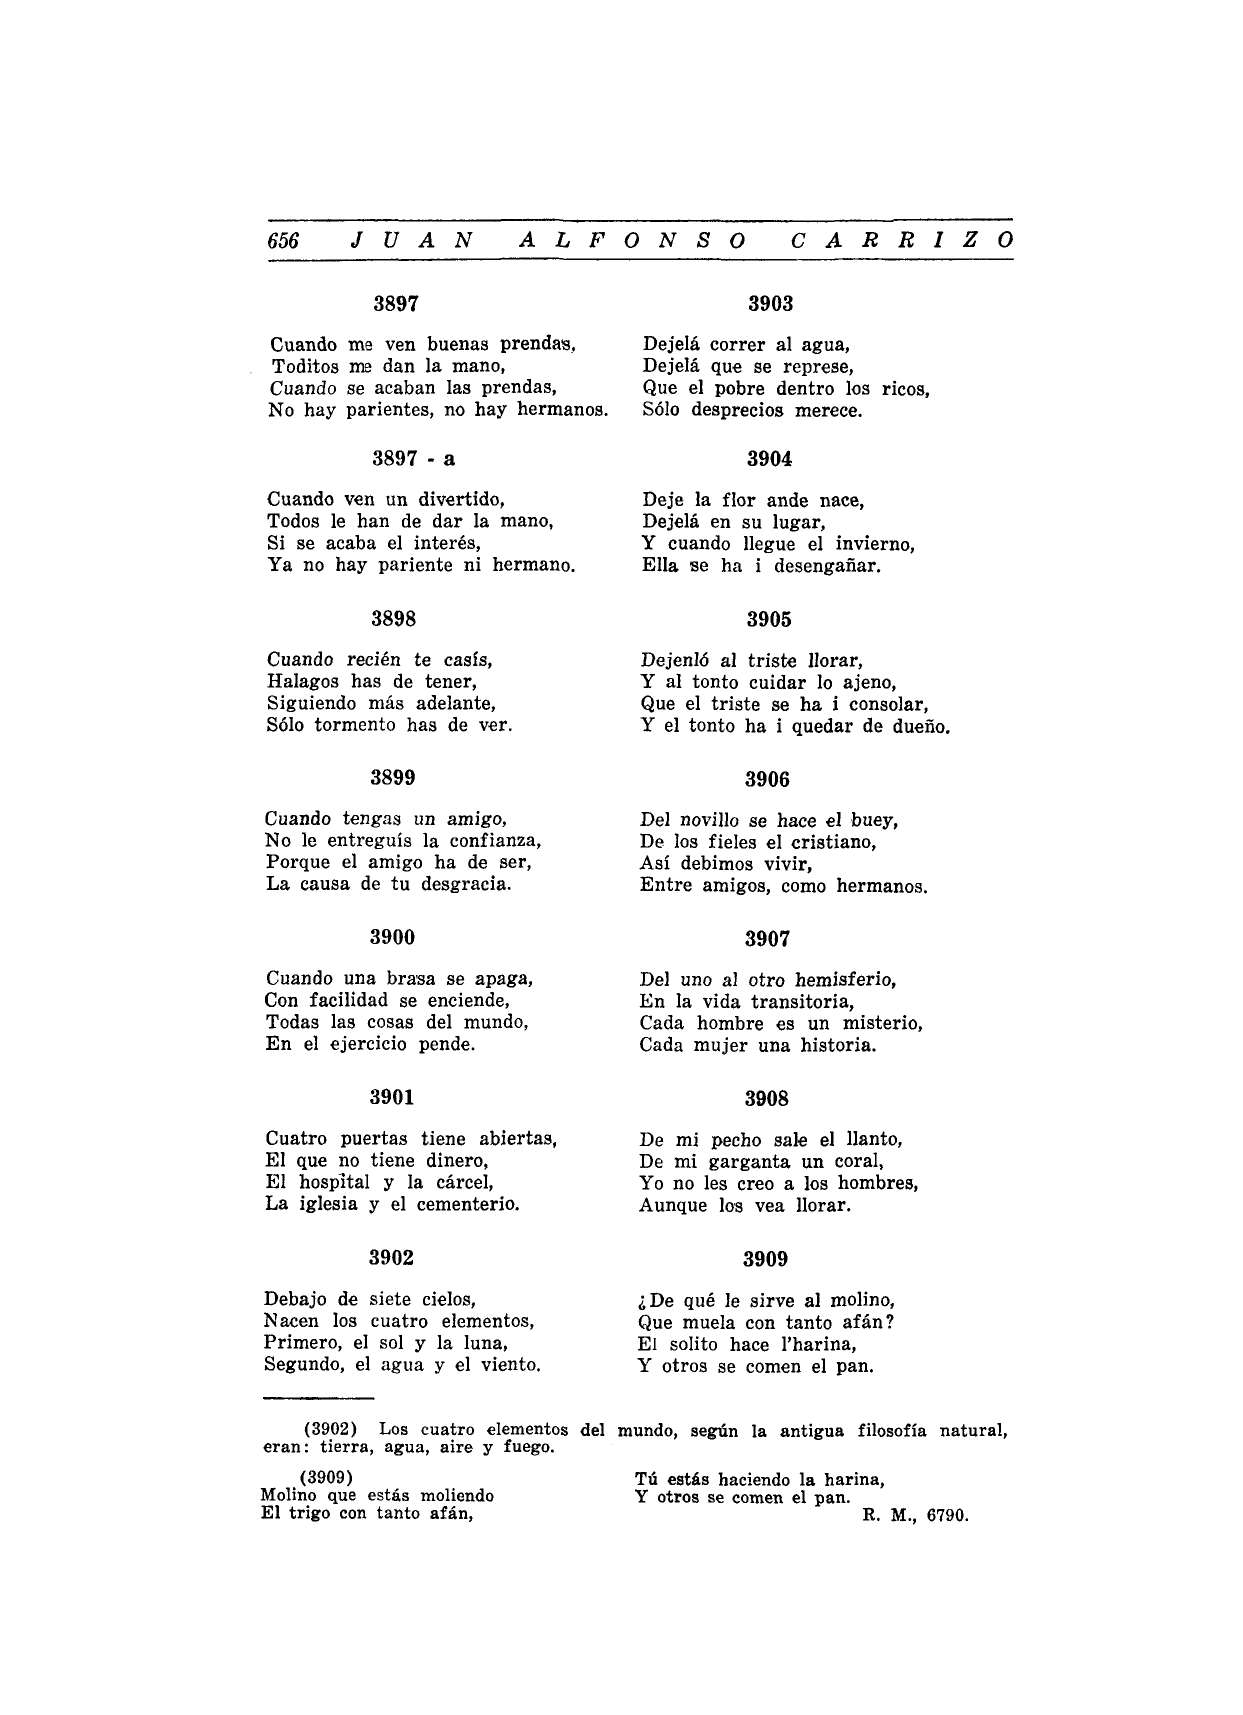 656 JUAN ALFONSO CARRIZO
3897
Cuando me ven buenas prendas,
Toditos me dan la mano,
Cuando se acaban las prendas,
No hay parientes, no hay hermanos.
3897 - a
Cuando ven un divertido,
Todos le han de dar la mano,
Si se acaba el interés,
Ya no hay pariente ni hermano.
3898
Cuando recién te casís,
Halagos has de tener,
Siguiendo más adelante,
Sólo tormento has de ver.
3899
Cuando tengas un amigo,
No le entreguís la confianza,
Porque el amigo ha de ser,
La causa de tu desgracia.
3900
Cuando una brasa se apaga,
Con facilidad se enciende,
Todas las cosas del mundo,
En el ejercicio pende.
3901
Cuatro puertas tiene abiertas,
El que no tiene dinero,
El hospital y la cárcel,
La iglesia y el cementerio.
3902
Debajo de siete cielos,
Nacen los cuatro elementos,
Primero, el sol y la luna,
Segundo, el agua y el viento.
3903
Dejelá correr al agua,
Dejelá que se represe,
Que el pobre dentro los ricos,
Sólo desprecios merece.
3904
Deje la flor ande nace,
Dejelá en su lugar,
Y cuando llegue el invierno,
Ella se ha i desengañar.
3905
Dejenló al triste llorar,
Y al tonto cuidar lo ajeno,
Que el triste se ha i consolar,
Y el tonto ha i quedar de dueño.
3906
Del novillo se hace el buey,
De los fieles el cristiano,
Así debimos vivir,
Entre amigos, como hermanos.
3907
Del uno al otro hemisferio,
En la vida transitoria,
Cada hombre es un misterio,
Cada mujer una historia.
3908
De mi pecho sale el llanto,
De mi garganta un coral,
Yo no les creo a los hombres,
Aunque los vea llorar.
3909
¿De qué le sirve al molino,
Que muela con tanto afán?
El solito hace l'harina,
Y otros se comen el pan.
(3902) Los cuatro elementos del mundo, según la antigua filosofía natural,
eran: tierra, agua, aire y fuego.
(3909)
Molino que estás moliendo
El trigo con tanto afán,
Tú estás haciendo la harina,
Y otros se comen el pan.
R. M., 6790.